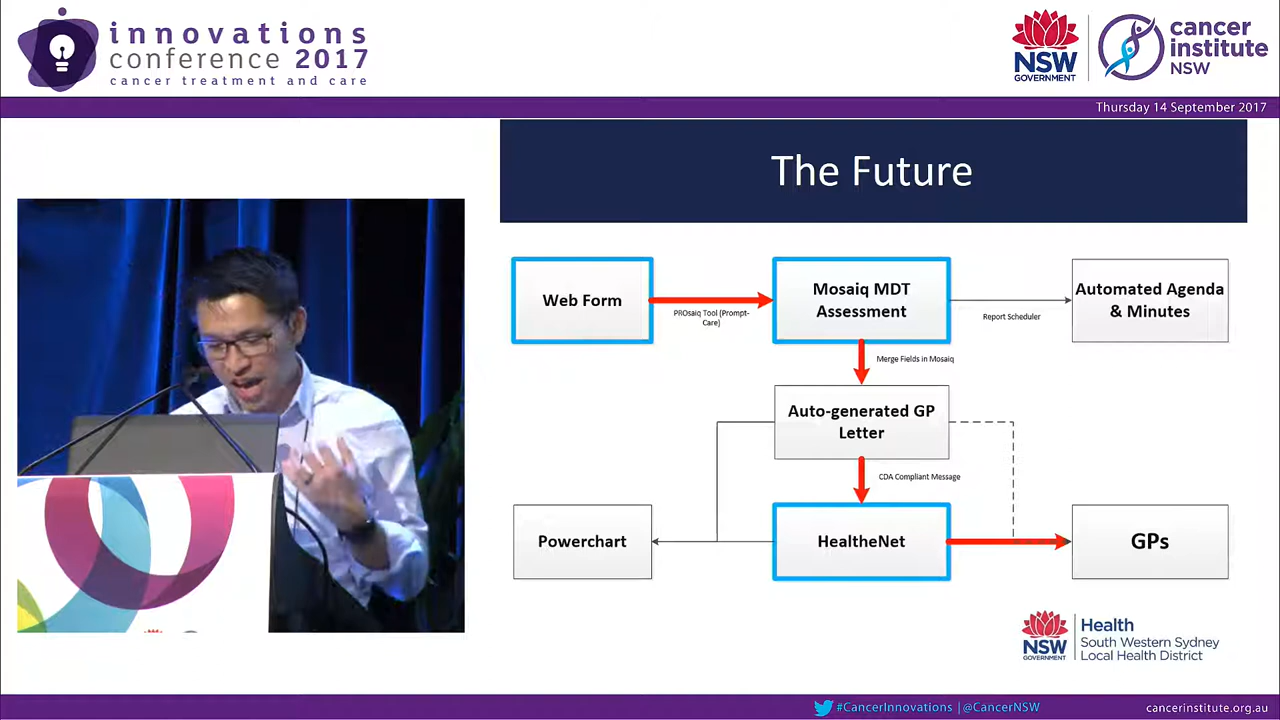 innovations
conference 2017
cancer treatment and care
NSW
GOVERNMENT
cancer
institute
NSW
Thursday 14 September 2017
The Future
Web Form
PROsaiq Tool (Prompt-
Care)
Mosaiq MDT
Assessment
Report Scheduler
Automated Agenda
& Minutes
Merge Fields in Mosaiq
Auto-generated GP
Letter
CDA Compliant Message
Powerchart
HealtheNet
GPs
NSW
GOVERNMENT
Health
South Western Sydney
Local Health District
#CancerInnovations | @CancerNSW
cancerinstitute.org.au